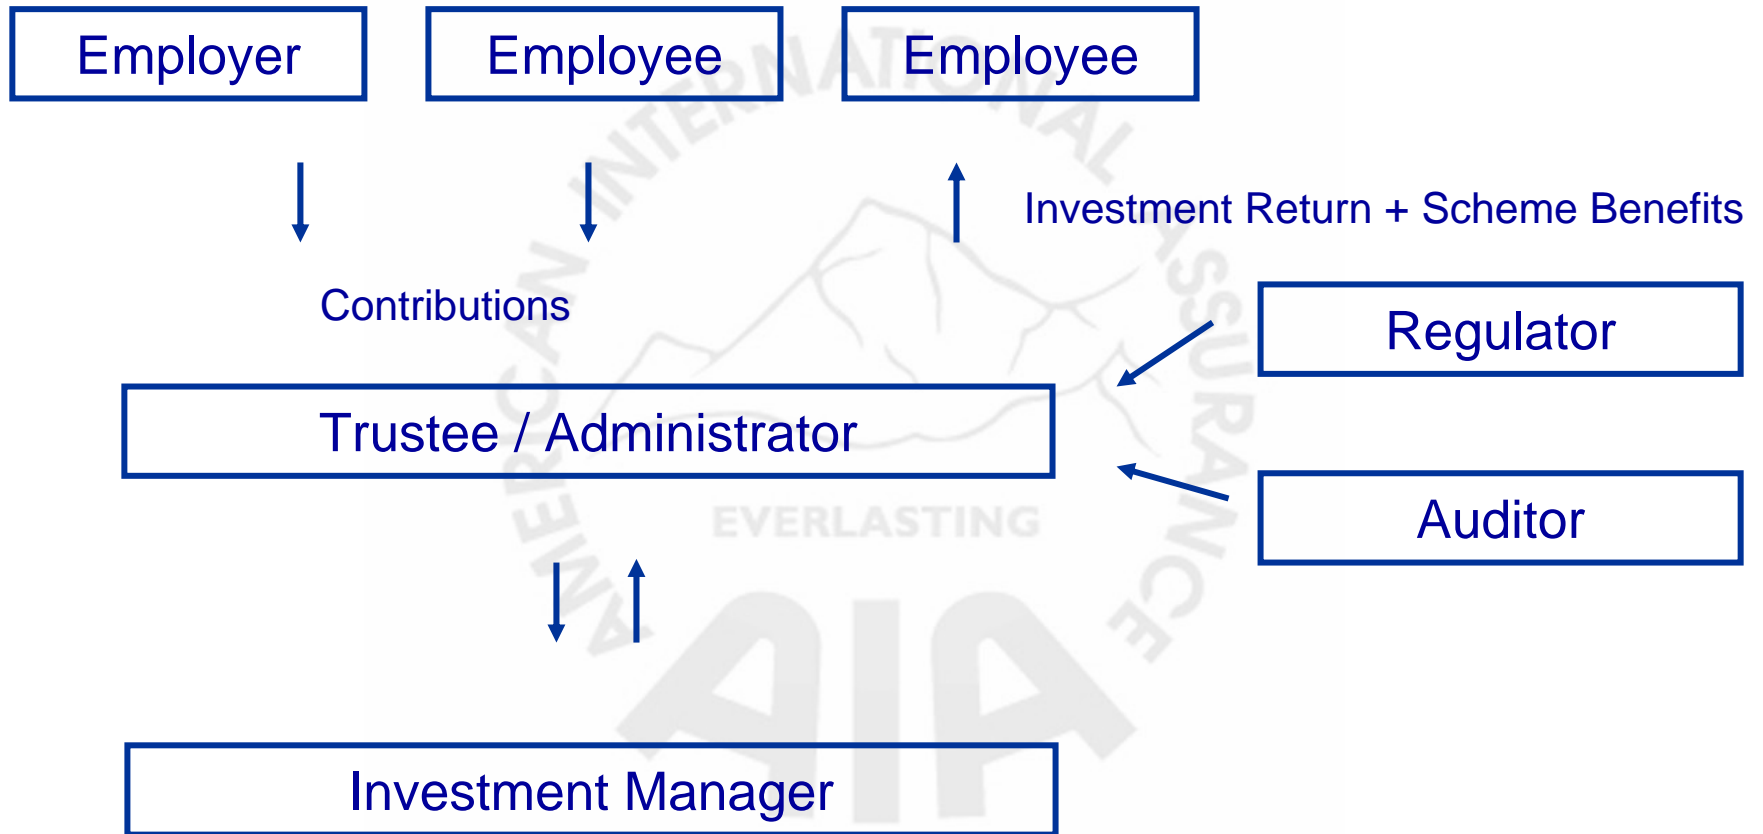 Employer
Employee
Employee
Investment Return + Scheme Benefits
Contributions
Regulator
Trustee / Administrator
Auditor
Investment Manager
AMERICAN INTERNATIONAL ASSURANCE
EVERLASTING
AIA